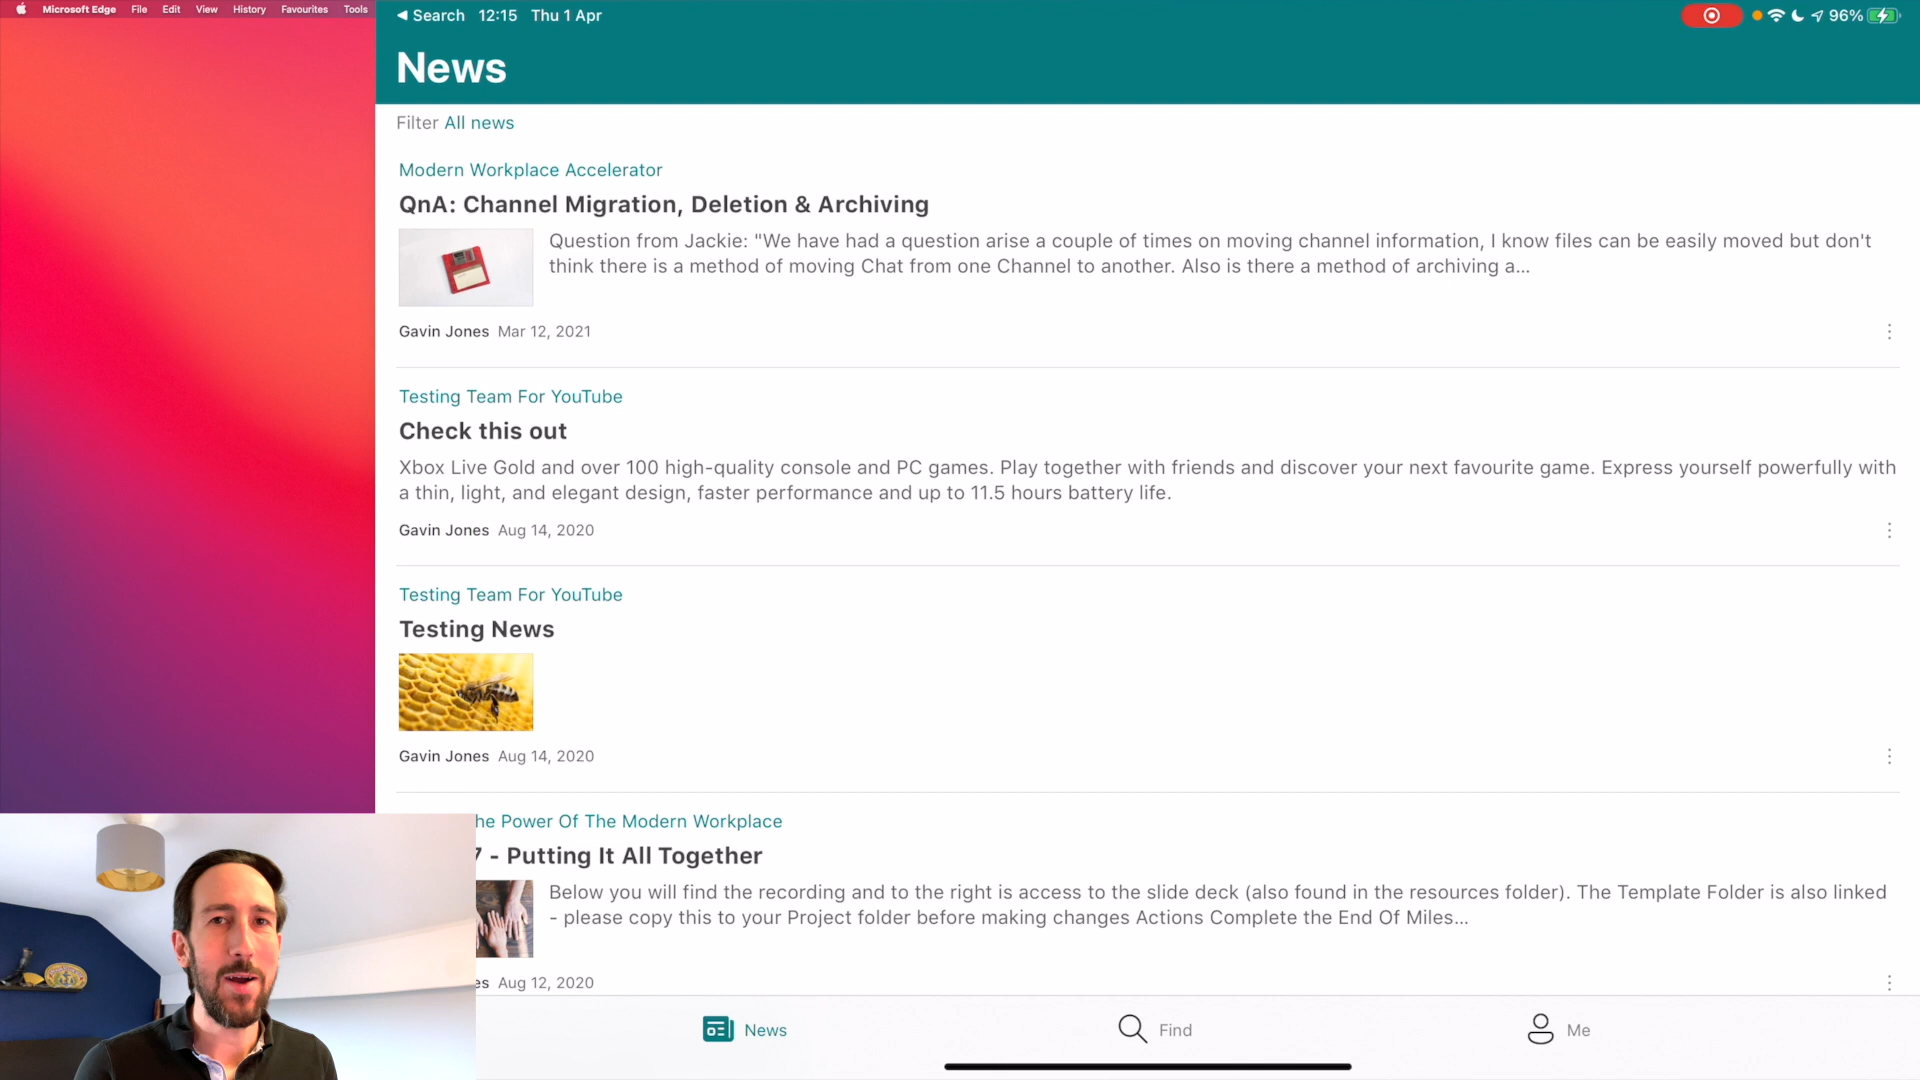 Microsoft Edge File Edit View History Favourites Tools
Search 12:15 Thu 1 Apr 96%
News
Filter All news
Modern Workplace Accelerator
QnA: Channel Migration, Deletion & Archiving
Question from Jackie: "We have had a question arise a couple of times on moving channel information, I know files can be easily moved but don't
think there is a method of moving Chat from one Channel to another. Also is there a method of archiving a...
Gavin Jones Mar 12, 2021
Testing Team For YouTube
Check this out
Xbox Live Gold and over 100 high-quality console and PC games. Play together with friends and discover your next favourite game. Express yourself powerfully with
a thin, light, and elegant design, faster performance and up to 11.5 hours battery life.
Gavin Jones Aug 14, 2020
Testing Team For YouTube
Testing News
Gavin Jones Aug 14, 2020
he Power Of The Modern Workplace
7 - Putting It All Together
Below you will find the recording and to the right is access to the slide deck (also found in the resources folder). The Template Folder is also linked
- please copy this to your Project folder before making changes Actions Complete the End Of Miles...
es Aug 12, 2020
News Find Me